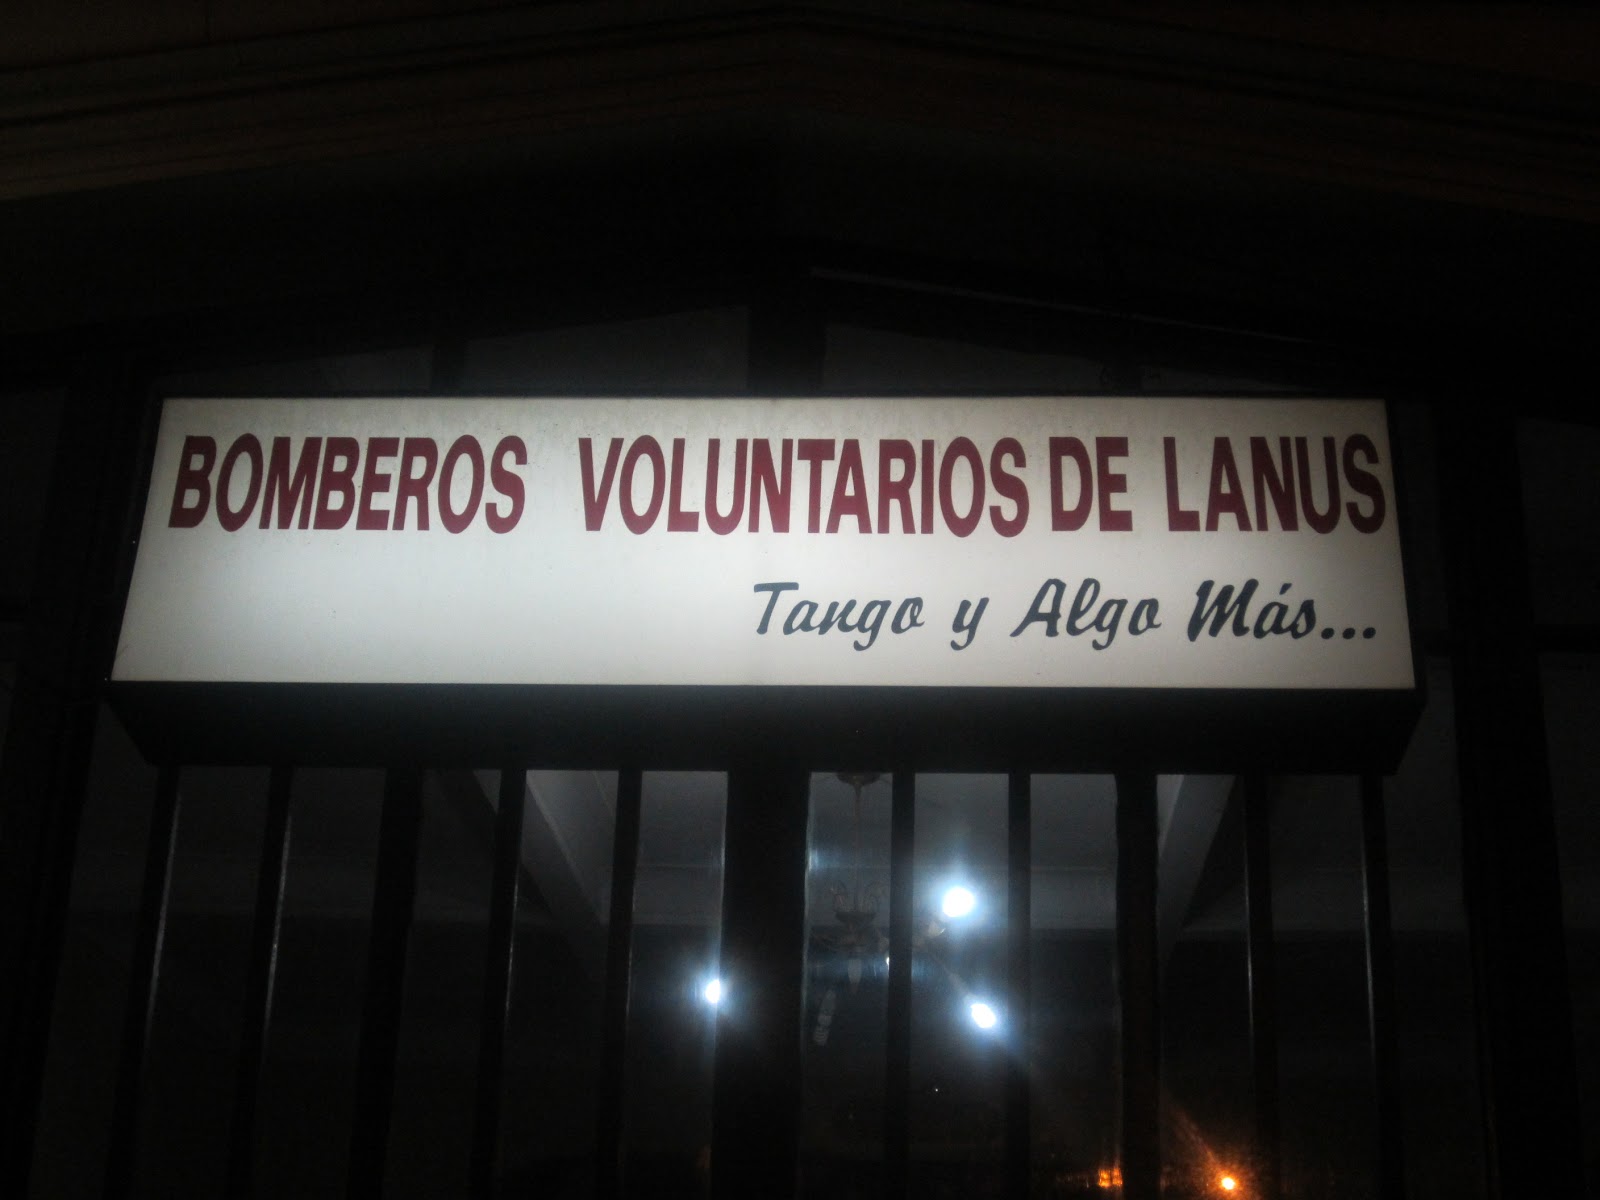 BOMBEROS VOLUNTARIOS DE LANUS
Tango y Algo Más...